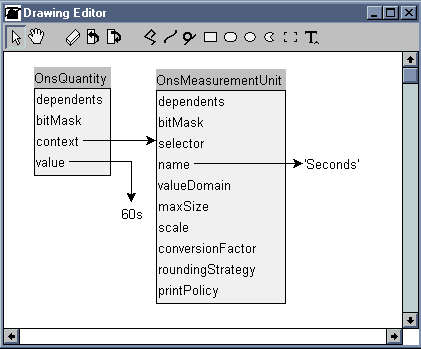 Drawing Editor
T
OnsQuantity
dependents
bitMask
context
value
60s
OnsMeasurementUnit
dependents
bitMask
selector
name
'Seconds'
valueDomain
maxSize
scale
conversionFactor
roundingStrategy
printPolicy